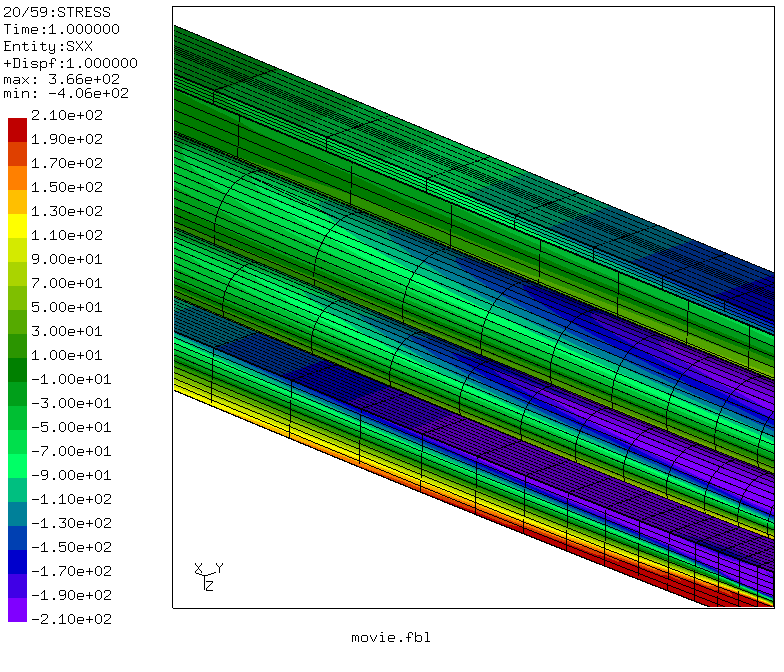 20/59:STRESS
Time:1.000000
Entity:SXX
+Dispf:1.000000
max: 3.66e+02
min: -4.06e+02
2.10e+02
1.90e+02
1.70e+02
1.50e+02
1.30e+02
1.10e+02
9.00e+01
7.00e+01
5.00e+01
3.00e+01
1.00e+01
-1.00e+01
-3.00e+01
-5.00e+01
-7.00e+01
-9.00e+01
-1.10e+02
-1.30e+02
-1.50e+02
-1.70e+02
-1.90e+02
-2.10e+02
X Y
Z
movie.fbl